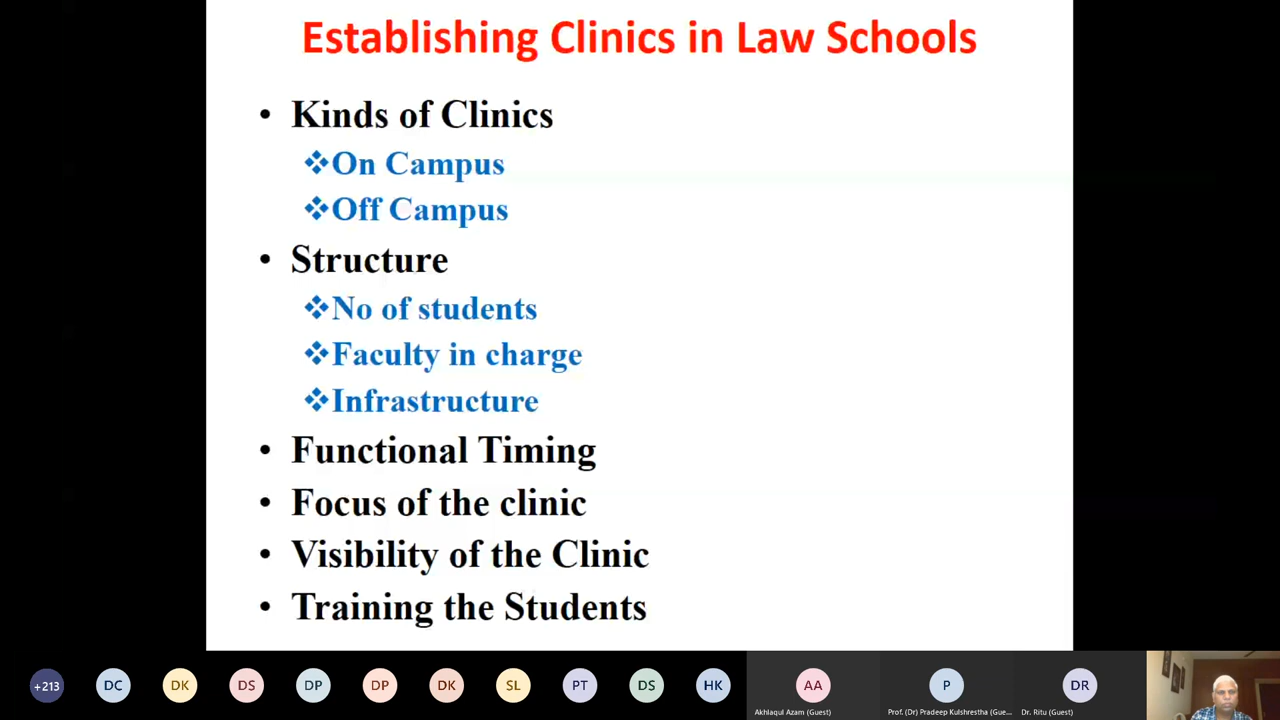 Establishing Clinics in Law Schools
• Kinds of Clinics
❖On Campus
❖Off Campus
• Structure
❖No of students
❖Faculty in charge
❖Infrastructure
• Functional Timing
• Focus of the clinic
• Visibility of the Clinic
• Training the Students
+213 DC DK DS DP DP DK SL PT DS HK AA P DR
Akhlaqul Azam (Guest) Prof. (Dr) Pradeep Kulshrestha (Gue... Dr. Ritu (Guest)